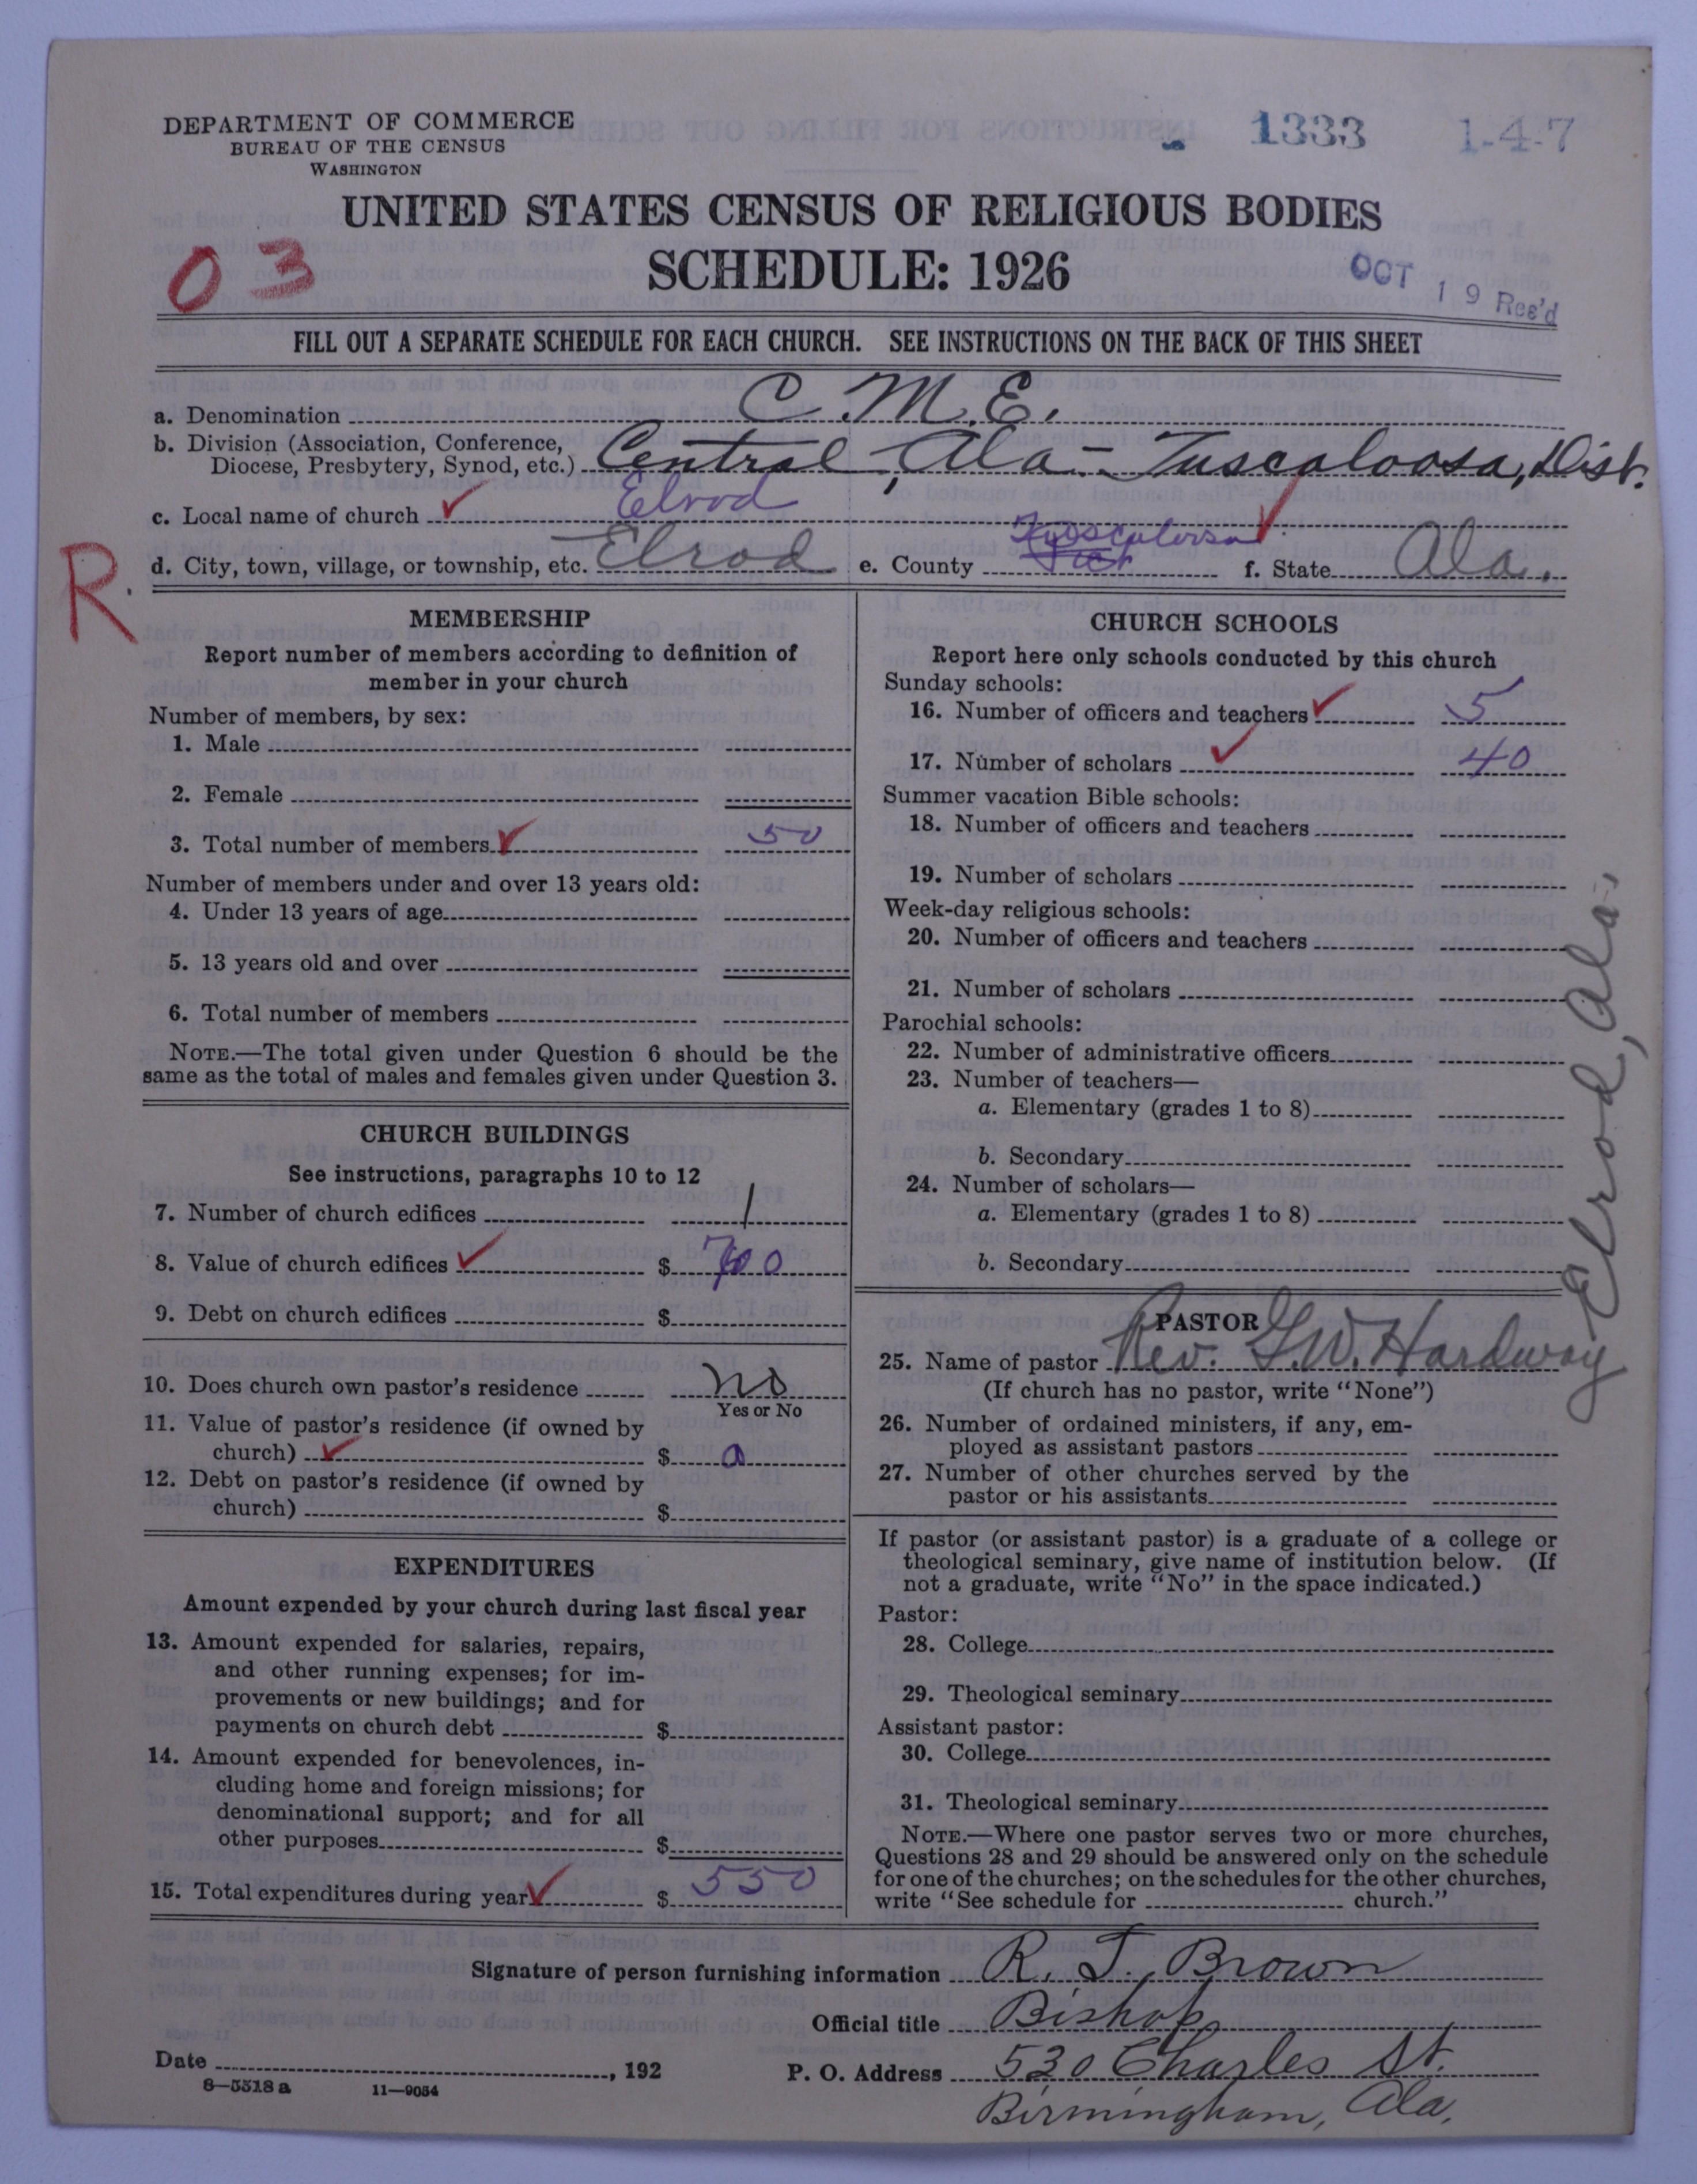 DEPARTMENT OF COMMERCE
BUREAU OF THE CENSUS
WASHINGTON
1333 1-4-7
UNITED STATES CENSUS OF RELIGIOUS BODIES
SCHEDULE: 1926
03
OCT 19 Rec'd
FILL OUT A SEPARATE SCHEDULE FOR EACH CHURCH. SEE INSTRUCTIONS ON THE BACK OF THIS SHEET
a. Denomination C.M.E.
b. Division (Association, Conference,
Diocese, Presbytery, Synod, etc.) Central, Ala - Tuscaloosa, Dist.
c. Local name of church Elrod
R.
d. City, town, village, or township, etc. Elrod e. County Tuscaloosa f. State Ala.
MEMBERSHIP
Report number of members according to definition of
member in your church
Number of members, by sex:
1. Male
2. Female
3. Total number of members 50
Number of members under and over 13 years old:
4. Under 13 years of age
5. 13 years old and over
6. Total number of members
NOTE.—The total given under Question 6 should be the
same as the total of males and females given under Question 3.
CHURCH BUILDINGS
See instructions, paragraphs 10 to 12
7. Number of church edifices 1
8. Value of church edifices $ 700
9. Debt on church edifices $
10. Does church own pastor's residence no
Yes or No
11. Value of pastor's residence (if owned by
church) $ 0
12. Debt on pastor's residence (if owned by
church) $
EXPENDITURES
Amount expended by your church during last fiscal year
13. Amount expended for salaries, repairs,
and other running expenses; for im-
provements or new buildings; and for
payments on church debt $
14. Amount expended for benevolences, in-
cluding home and foreign missions; for
denominational support; and for all
other purposes $
15. Total expenditures during year $ 550
CHURCH SCHOOLS
Report here only schools conducted by this church
Sunday schools:
16. Number of officers and teachers 5
17. Number of scholars 40
Summer vacation Bible schools:
18. Number of officers and teachers
19. Number of scholars
Week-day religious schools:
20. Number of officers and teachers
21. Number of scholars
Parochial schools:
22. Number of administrative officers
23. Number of teachers—
a. Elementary (grades 1 to 8)
b. Secondary
24. Number of scholars—
a. Elementary (grades 1 to 8)
b. Secondary
PASTOR
25. Name of pastor Rev. G.W. Hardway
Elrod, Ala.
(If church has no pastor, write "None")
26. Number of ordained ministers, if any, em-
ployed as assistant pastors
27. Number of other churches served by the
pastor or his assistants
If pastor (or assistant pastor) is a graduate of a college or
theological seminary, give name of institution below. (If
not a graduate, write "No" in the space indicated.)
Pastor:
28. College
29. Theological seminary
Assistant pastor:
30. College
31. Theological seminary
NOTE.—Where one pastor serves two or more churches,
Questions 28 and 29 should be answered only on the schedule
for one of the churches; on the schedules for the other churches,
write "See schedule for church."
Signature of person furnishing information R. T. Brown
Official title Bishop
Date , 192 P. O. Address 530 Charles St.
8-5518 a 11-9054
Birmingham, Ala.